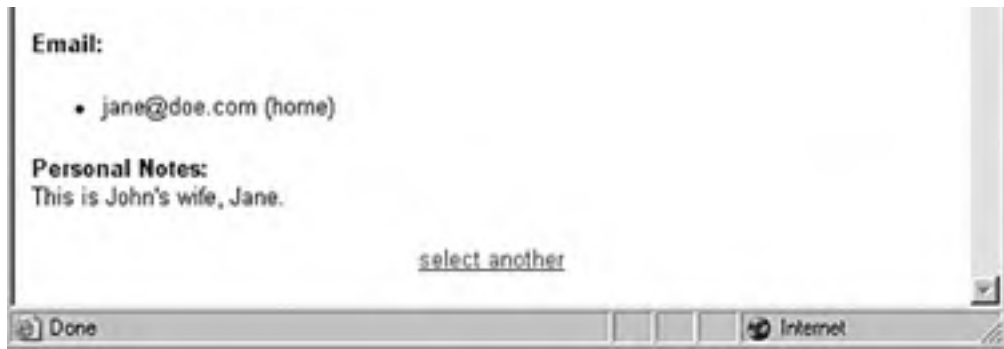 Email:
• jane@doe.com (home)
Personal Notes:
This is John's wife, Jane.
select another
Done
Internet